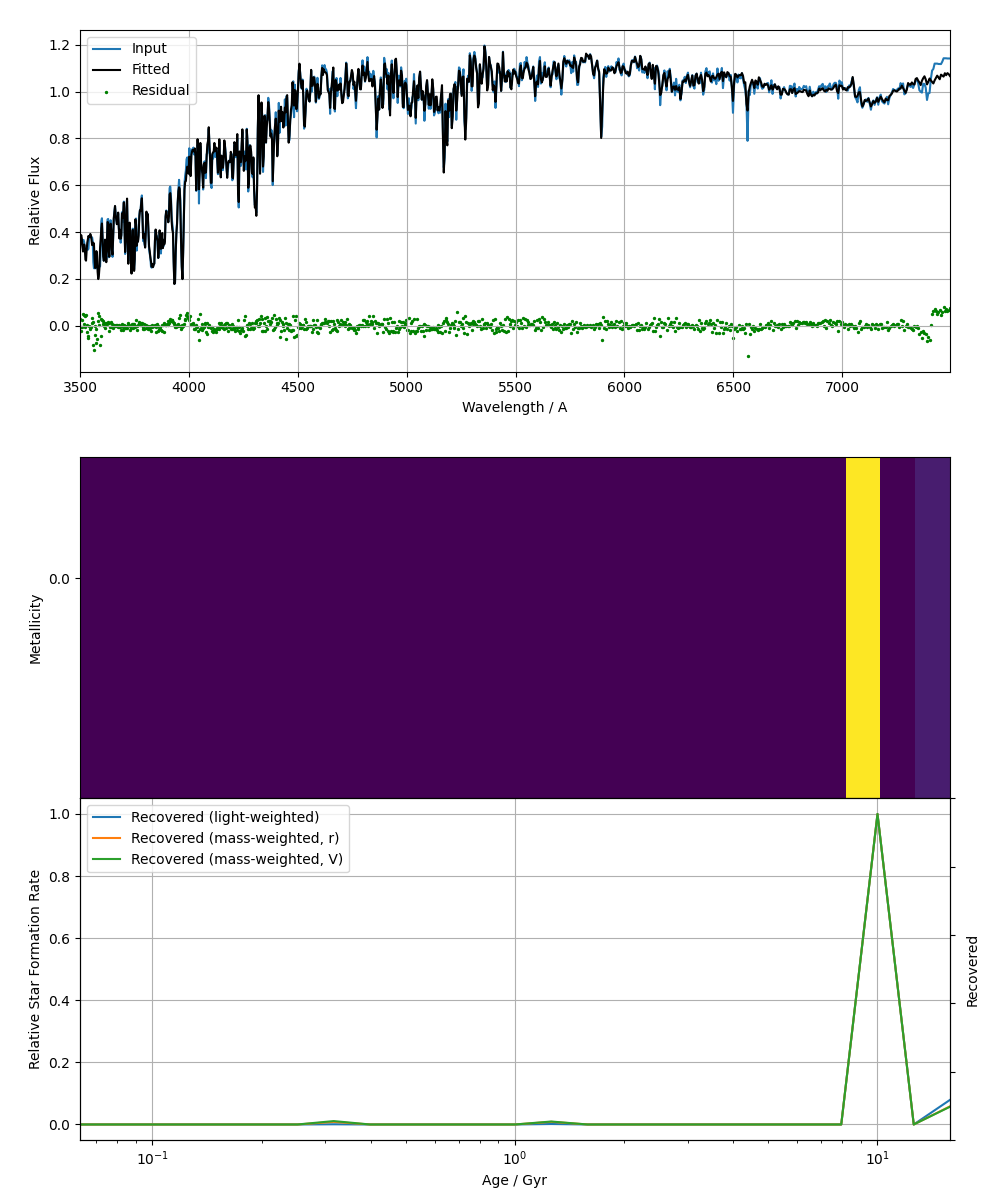 1.2
1.0
0.8
0.6
0.4
0.2
0.0
Relative Flux
Input
Fitted
Residual
3500 4000 4500 5000 5500 6000 6500 7000
Wavelength / A
0.0
Metallicity
1.0
0.8
0.6
0.4
0.2
0.0
Relative Star Formation Rate
Recovered (light-weighted)
Recovered (mass-weighted, r)
Recovered (mass-weighted, V)
Recovered
10⁻¹ 10⁰ 10¹
Age / Gyr